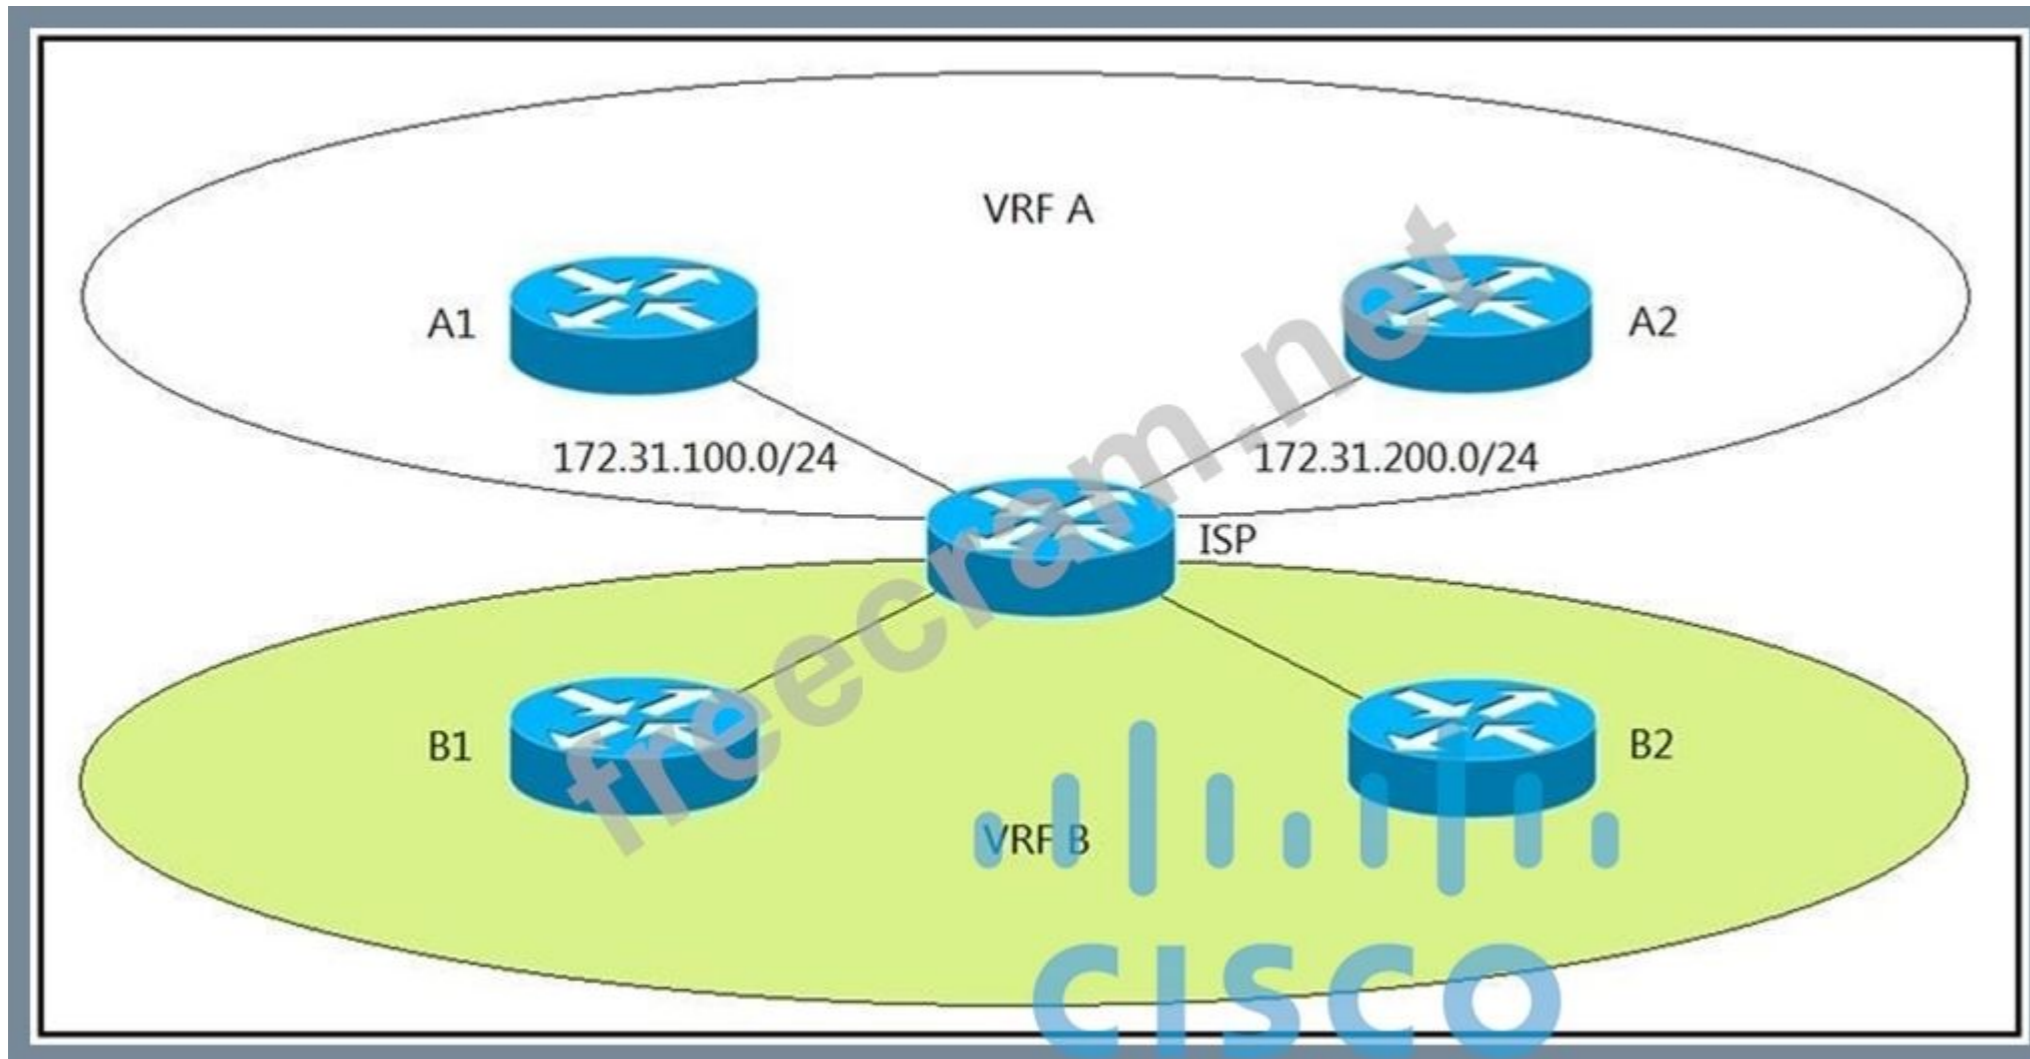 VRF A
A1
A2
172.31.100.0/24
172.31.200.0/24
ISP
B1
B2
VRF B
freecram.net
CISCO